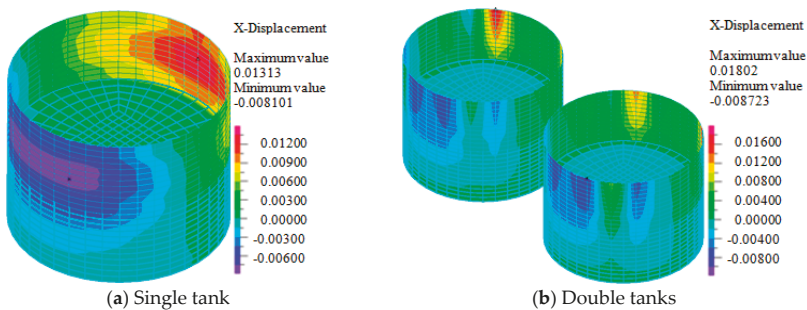 X-Displacement
Maximum value
0.01313
Minimum value
-0.008101
0.01200
0.00900
0.00600
0.00300
0.00000
-0.00300
-0.00600
(a) Single tank
X-Displacement
Maximum value
0.01802
Minimum value
-0.008723
0.01600
0.01200
0.00800
0.00400
0.00000
-0.00400
-0.00800
(b) Double tanks